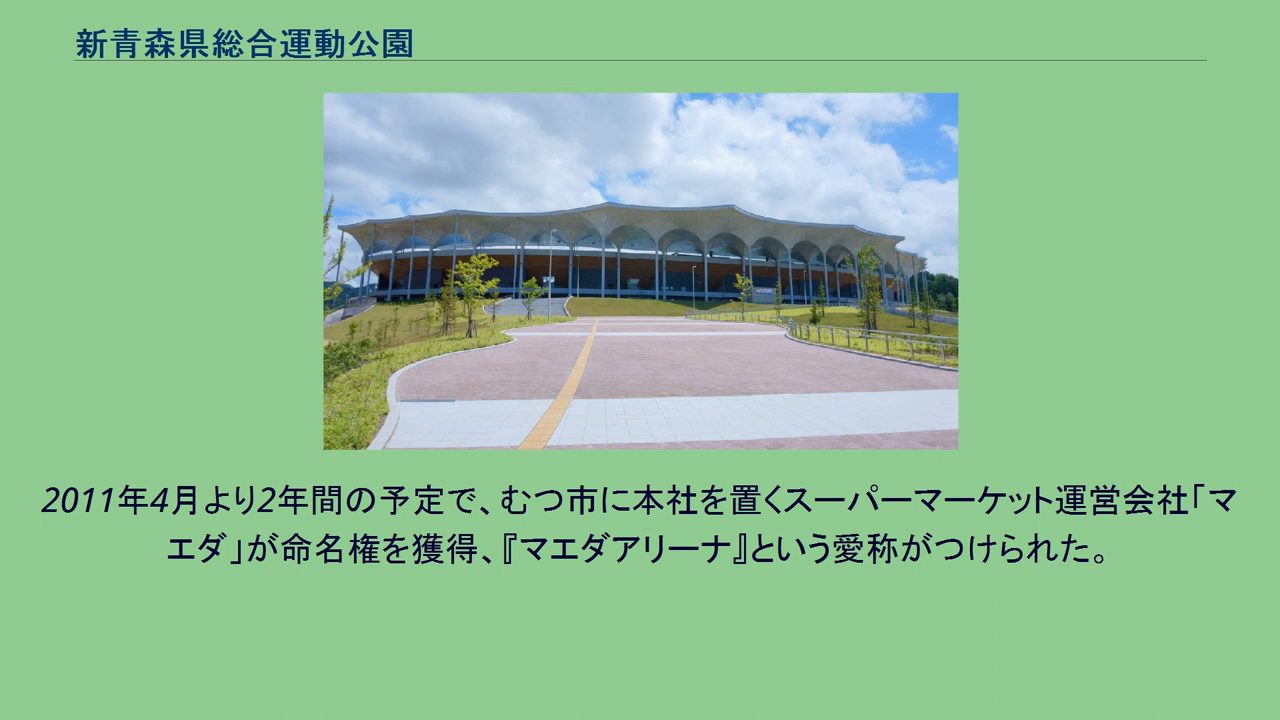 新青森県総合運動公園
2011年4月より2年間の予定で、むつ市に本社を置くスーパーマーケット運営会社「マ
エダ」が命名権を獲得、『マエダアリーナ』という愛称がつけられた。